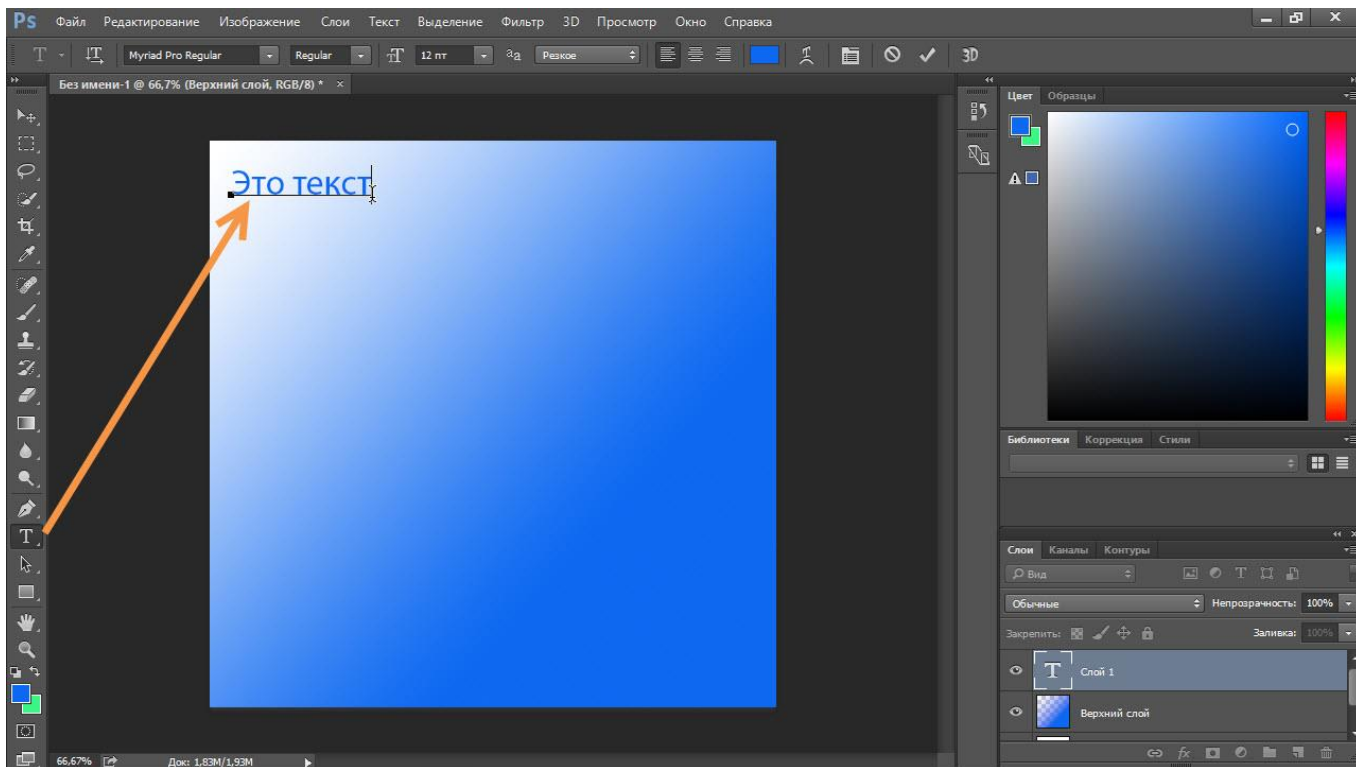 Ps Файл Редактирование Изображение Слои Текст Выделение Фильтр 3D Просмотр Окно Справка
T T Myriad Pro Regular Regular T 12 пт aa Резкое 3D
Без имени-1 @ 66,7% (Верхний слой, RGB/8) * ×
Цвет Образцы
Это текст
Библиотеки Коррекция Стили
T
Слои Каналы Контуры
Вид T
Обычные Непрозрачность: 100%
Закрепить: Заливка: 100%
T Слой 1
Верхний слой
fx
66,67% Док: 1,83M/1,93M